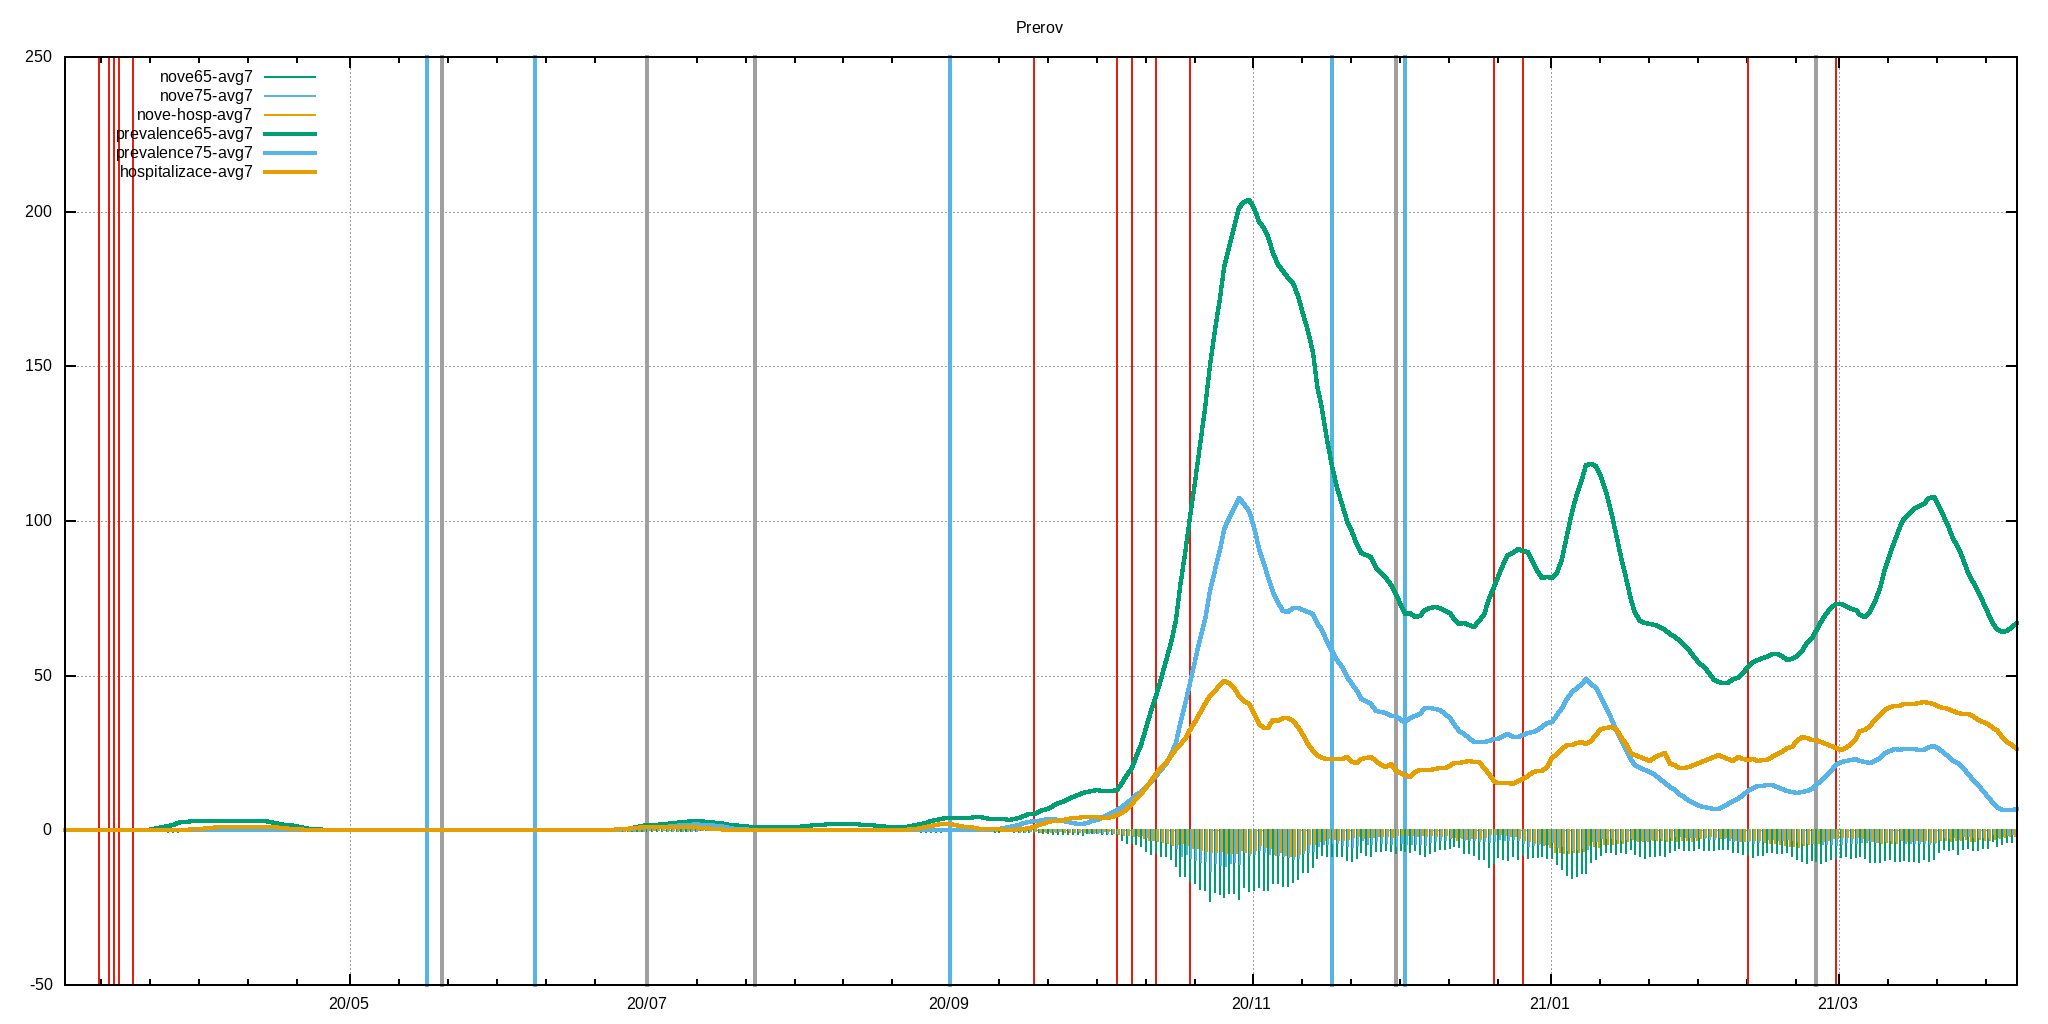 Prerov
250
nove65-avg7
nove75-avg7
nove-hosp-avg7
prevalence65-avg7
prevalence75-avg7
hospitalizace-avg7
200
150
100
50
0
-50
20/05 20/07 20/09 20/11 21/01 21/03